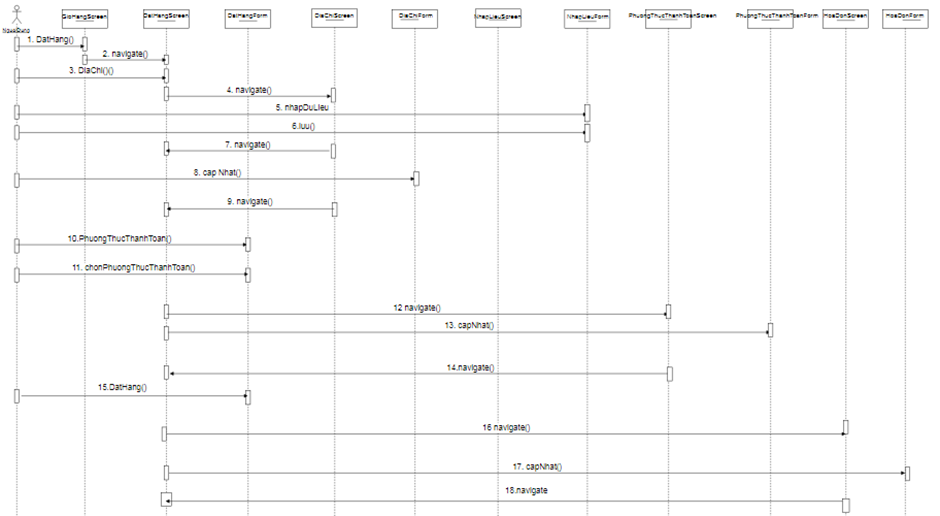 GioHangScreen
DatHangScreen
DatHangForm
DiaChiScreen
DiaChiForm
NhapLieuScreen
NhapLieuForm
PhuongThucThanhToanScreen
PhuongThucThanhToanForm
HoaDonScreen
HoaDonForm
1. DatHang()
2. navigate()
3. DiaChi()()
4. navigate()
5. nhapDuLieu
6.luu()
7. navigate()
8. cap Nhat()
9. navigate()
10.PhuongThucThanhToan()
11. chonPhuongThucThanhToan()
12 navigate()
13. capNhat()
14.navigate()
15.DatHang()
16 navigate()
17. capNhat()
18.navigate